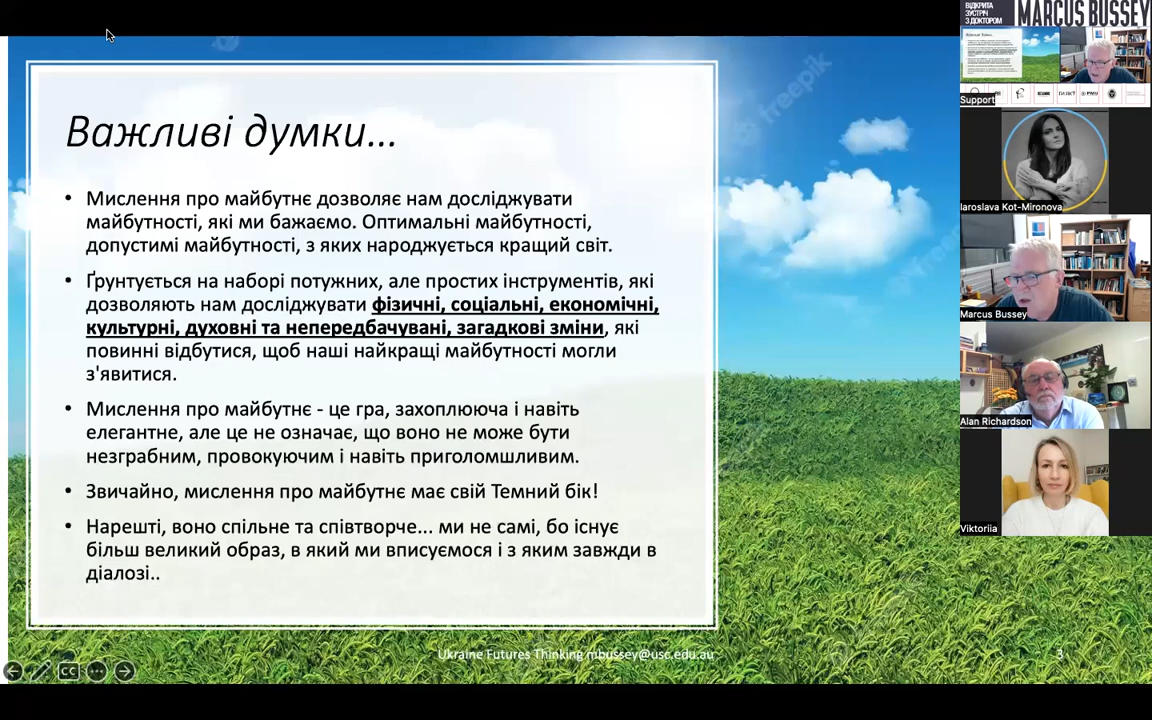 Важливі думки...
• Мислення про майбутнє дозволяє нам досліджувати
майбутності, які ми бажаємо. Оптимальні майбутності,
допустимі майбутності, з яких народжується кращий світ.
• Ґрунтується на наборі потужних, але простих інструментів, які
дозволяють нам досліджувати фізичні, соціальні, економічні,
культурні, духовні та непередбачувані, загадкові зміни, які
повинні відбутися, щоб наші найкращі майбутності могли
з'явитися.
• Мислення про майбутнє - це гра, захоплююча і навіть
елегантне, але це не означає, що воно не може бути
незграбним, провокуючим і навіть приголомшливим.
• Звичайно, мислення про майбутнє має свій Темний бік!
• Нарешті, воно спільне та співтворче... ми не самі, бо існує
більш великий образ, в який ми вписуємося і з яким завжди в
діалозі..
Ukraine Futures Thinking mbussey@usc.edu.au
3
CC
freepik
ВІДКРИТА
ЗУСТРІЧ
З ДОКТОРОМ
MARCUS BUSSEY
Support
Iaroslava Kot-Mironova
Marcus Bussey
Alan Richardson
Viktoriia